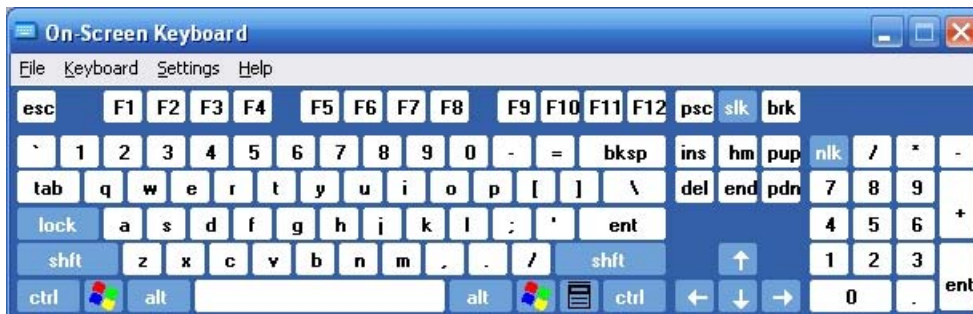 On-Screen Keyboard
File Keyboard Settings Help
esc F1 F2 F3 F4 F5 F6 F7 F8 F9 F10 F11 F12 psc slk brk
` 1 2 3 4 5 6 7 8 9 0 - = bksp ins hm pup nlk / * -
tab q w e r t y u i o p [ ] \ del end pdn 7 8 9 +
lock a s d f g h j k l ; ' ent 4 5 6
shft z x c v b n m , . / shft ↑ 1 2 3 ent
ctrl alt alt ctrl ← ↓ → 0 .